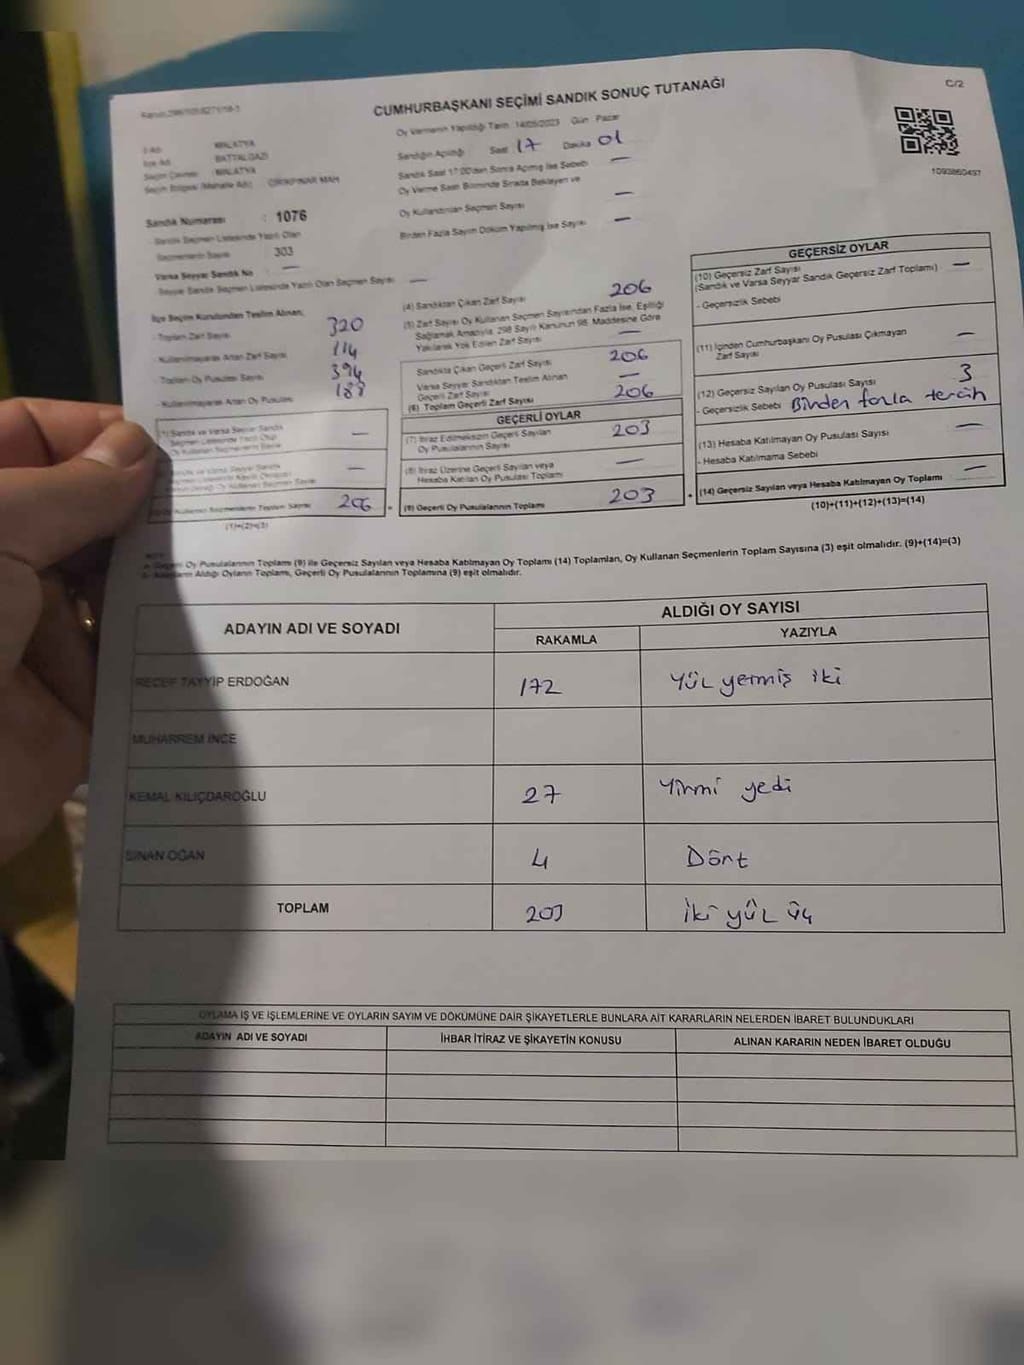 C/2
CUMHURBAŞKANI SEÇİMİ SANDIK SONUÇ TUTANAĞI
Oy Vermenin Yapıldığı Tarih : 14/05/2023 Gün : Pazar
Sandığın Açıldığı Saat 17 Dakika 01
Sandık Saat 17:00'den Sonra Açılmış İse Sebebi —
Oy Verme Saati Bitiminde Sırada Bekleyen ve
Oy Kullandırılan Seçmen Sayısı —
Birden Fazla Sayım Döküm Yapılmış İse Sayısı —
1093860497
İli Adı : MALATYA
İlçe Adı : BATTALGAZİ
Seçim Çevresi : MALATYA
Seçim Bölgesi (Mahalle Adı) :
Sandık Numarası : 1076
Sandık Seçmen Listesinde Yazılı Olan
Seçmenlerin Sayısı 303
Varsa Seyyar Sandık No —
Seyyar Sandık Seçmen Listesinde Yazılı Olan Seçmen Sayısı —
İlçe Seçim Kurulundan Teslim Alınan,
- Toplam Zarf Sayısı 320
- Kullanılmayarak Artan Zarf Sayısı 114
- Toplam Oy Pusulası Sayısı 394
- Kullanılmayarak Artan Oy Pusulası 188
(1) Sandık ve Varsa Seyyar Sandık
Seçmen Listesinde Yazılı Olup
Oy Kullanan Seçmen Sayısı —
—
Toplam Sayısı 206
(1)+(2)=(3)
(4) Sandıktan Çıkan Zarf Sayısı 206
(5) Zarf Sayısı Oy Kullanan Seçmen Sayısından Fazla İse, Eşitliği
Sağlamak Amacıyla, 298 Sayılı Kanunun 98. Maddesine Göre
Yakılarak Yok Edilen Zarf Sayısı —
Sandıkta Çıkan Geçerli Zarf Sayısı 206
Varsa Seyyar Sandıktan Teslim Alınan
Geçerli Zarf Sayısı —
(6) Toplam Geçerli Zarf Sayısı 206
GEÇERLİ OYLAR
(7) İtiraz Edilmeksizin Geçerli Sayılan
Oy Pusulalarının Sayısı 203
(8) İtiraz Üzerine Geçerli Sayılan veya
Hesaba Katılan Oy Pusulası Toplamı —
(9) Geçerli Oy Pusulalarının Toplamı 203
GEÇERSİZ OYLAR
(10) Geçersiz Zarf Sayısı
(Sandık ve Varsa Seyyar Sandık Geçersiz Zarf Toplamı) —
- Geçersizlik Sebebi
(11) İçinden Cumhurbaşkanı Oy Pusulası Çıkmayan
Zarf Sayısı —
(12) Geçersiz Sayılan Oy Pusulası Sayısı 3
- Geçersizlik Sebebi Birden fazla tercih
(13) Hesaba Katılmayan Oy Pusulası Sayısı —
- Hesaba Katılmama Sebebi
(14) Geçersiz Sayılan veya Hesaba Katılmayan Oy Toplamı —
(10)+(11)+(12)+(13)=(14)
Oy Pusulalarının Toplamı (9) ile Geçersiz Sayılan veya Hesaba Katılmayan Oy Toplamı (14) Toplamları, Oy Kullanan Seçmenlerin Toplam Sayısına (3) eşit olmalıdır. (9)+(14)=(3)
Aldığı Oyların Toplamı, Geçerli Oy Pusulalarının Toplamına (9) eşit olmalıdır.
ADAYIN ADI VE SOYADI
ALDIĞI OY SAYISI
RAKAMLA YAZIYLA
RECEP TAYYİP ERDOĞAN 172 Yüz yetmiş iki
MUHARREM İNCE
KEMAL KILIÇDAROĞLU 27 Yirmi yedi
SİNAN OĞAN 4 Dört
TOPLAM 203 iki yüz üç
OYLAMA İŞ VE İŞLEMLERİNE VE OYLARIN SAYIM VE DÖKÜMÜNE DAİR ŞİKAYETLERLE BUNLARA AİT KARARLARIN NELERDEN İBARET BULUNDUKLARI
ADAYIN ADI VE SOYADI İHBAR İTİRAZ VE ŞİKAYETİN KONUSU ALINAN KARARIN NEDEN İBARET OLDUĞU